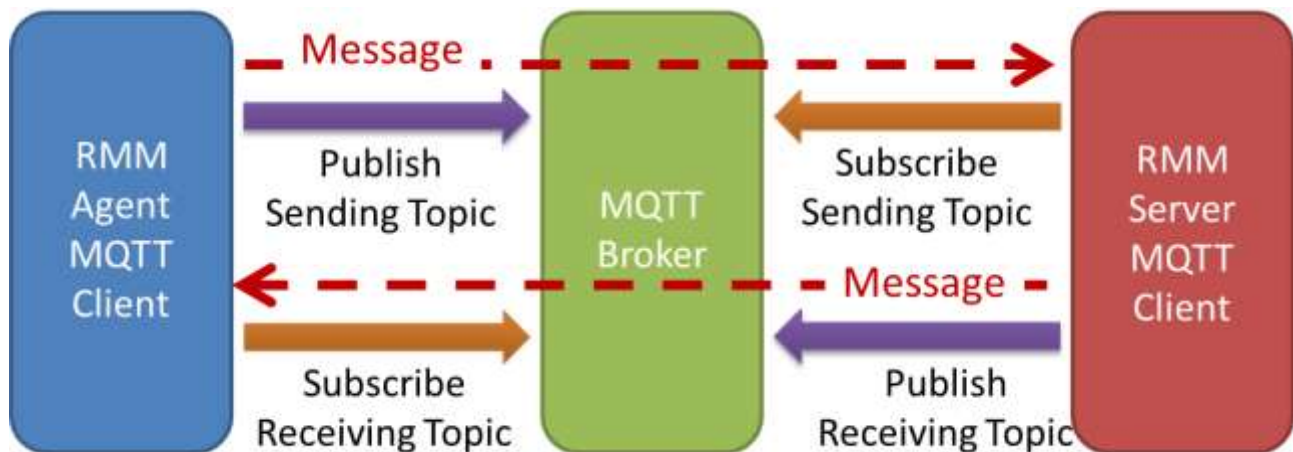 RMM
Agent
MQTT
Client
Message
Publish
Sending Topic
Subscribe
Receiving Topic
MQTT
Broker
Subscribe
Sending Topic
Message
Publish
Receiving Topic
RMM
Server
MQTT
Client